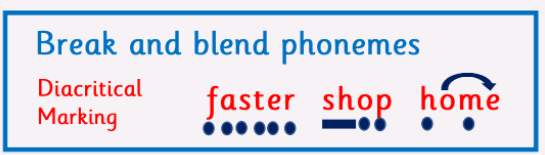 Break and blend phonemes
Diacritical
Marking
faster shop home